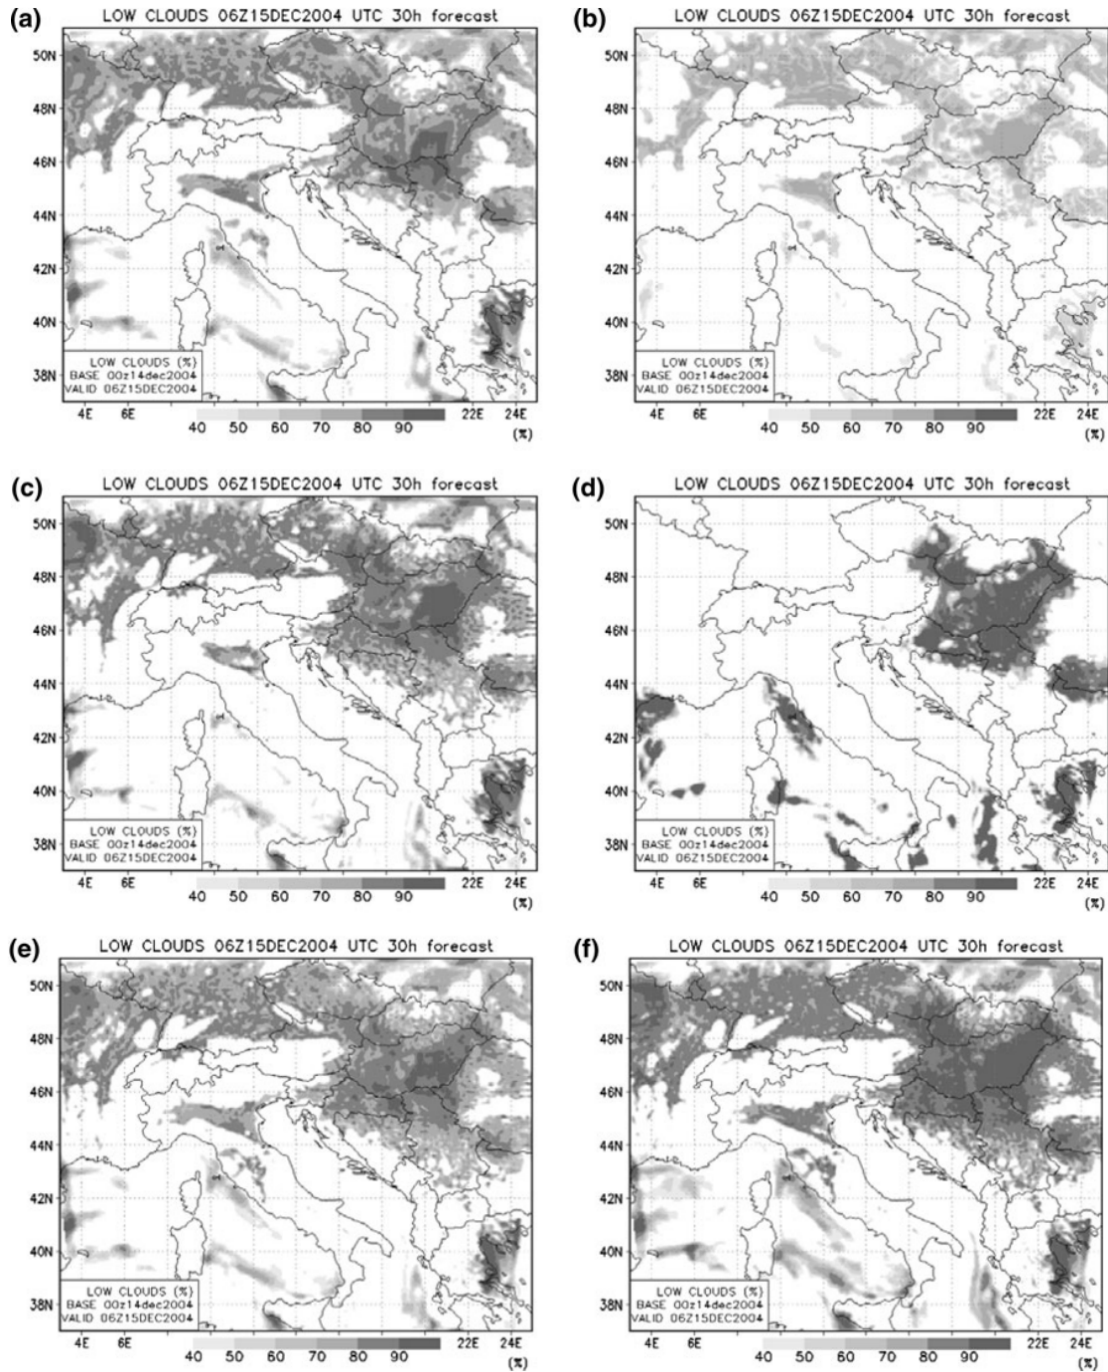 (a)
LOW CLOUDS 06Z15DEC2004 UTC 30h forecast
50N
48N
46N
44N
42N
40N
38N
LOW CLOUDS (%)
BASE 00z14dec2004
VALID 06Z15DEC2004
4E 6E 40 50 60 70 80 90 22E 24E
(%)
(b)
LOW CLOUDS 06Z15DEC2004 UTC 30h forecast
50N
48N
46N
44N
42N
40N
38N
LOW CLOUDS (%)
BASE 00z14dec2004
VALID 06Z15DEC2004
4E 6E 40 50 60 70 80 90 22E 24E
(%)
(c)
LOW CLOUDS 06Z15DEC2004 UTC 30h forecast
50N
48N
46N
44N
42N
40N
38N
LOW CLOUDS (%)
BASE 00z14dec2004
VALID 06Z15DEC2004
4E 6E 40 50 60 70 80 90 22E 24E
(%)
(d)
LOW CLOUDS 06Z15DEC2004 UTC 30h forecast
50N
48N
46N
44N
42N
40N
38N
LOW CLOUDS (%)
BASE 00z14dec2004
VALID 06Z15DEC2004
4E 6E 40 50 60 70 80 90 22E 24E
(%)
(e)
LOW CLOUDS 06Z15DEC2004 UTC 30h forecast
50N
48N
46N
44N
42N
40N
38N
LOW CLOUDS (%)
BASE 00z14dec2004
VALID 06Z15DEC2004
4E 6E 40 50 60 70 80 90 22E 24E
(%)
(f)
LOW CLOUDS 06Z15DEC2004 UTC 30h forecast
50N
48N
46N
44N
42N
40N
38N
LOW CLOUDS (%)
BASE 00z14dec2004
VALID 06Z15DEC2004
4E 6E 40 50 60 70 80 90 22E 24E
(%)